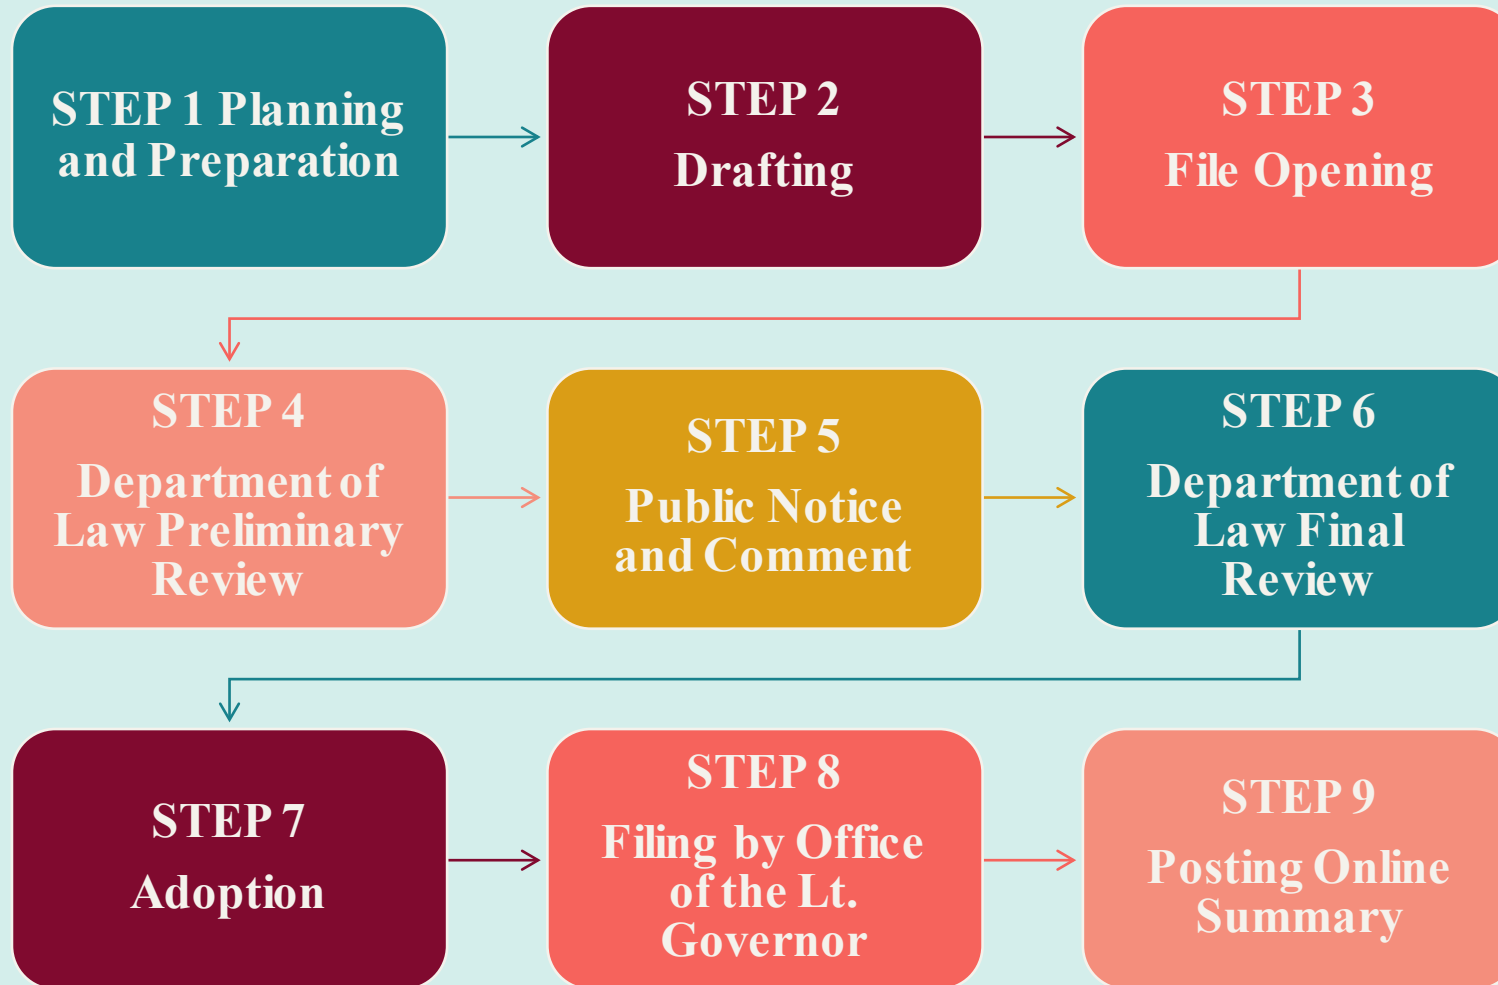 STEP 1 Planning
and Preparation
STEP 2
Drafting
STEP 3
File Opening
STEP 4
Department of
Law Preliminary
Review
STEP 5
Public Notice
and Comment
STEP 6
Department of
Law Final
Review
STEP 7
Adoption
STEP 8
Filing by Office
of the Lt.
Governor
STEP 9
Posting Online
Summary